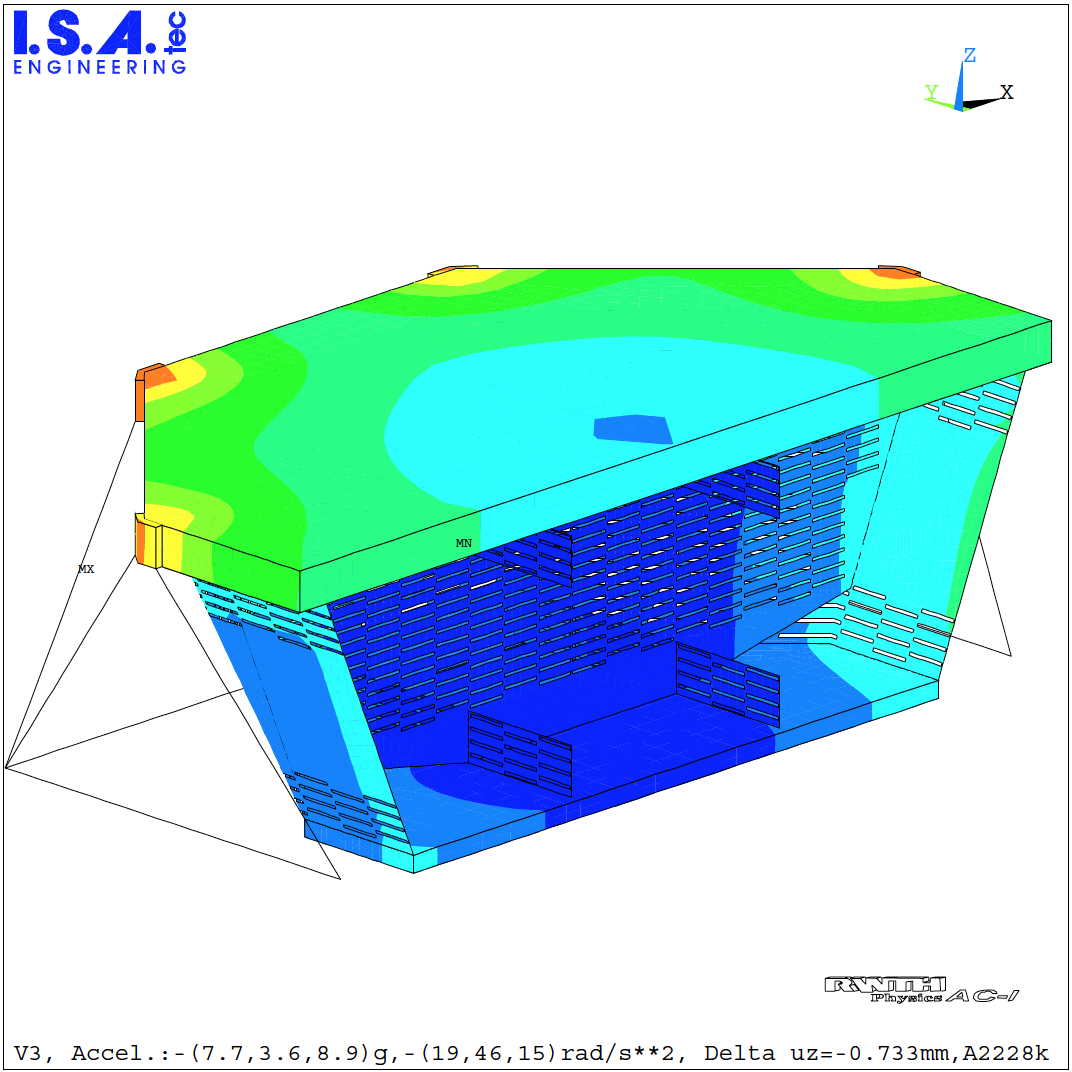 I.S.A. tec
ENGINEERING
Z
Y
X
MN
MX
RWTH
Physics AC-I
V3, Accel.:-(7.7,3.6,8.9)g,-(19,46,15)rad/s**2, Delta uz=-0.733mm,A2228k